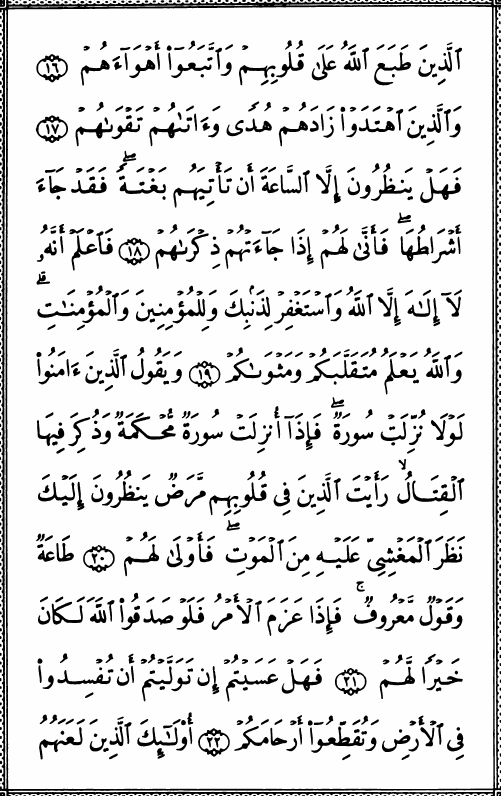 ٱلَّذِينَ طَبَعَ ٱللَّهُ عَلَىٰ قُلُوبِهِمْ وَٱتَّبَعُوٓا۟ أَهْوَآءَهُمْ ١٦
وَٱلَّذِينَ ٱهْتَدَوْا۟ زَادَهُمْ هُدًى وَءَاتَىٰهُمْ تَقْوَىٰهُمْ ١٧
فَهَلْ يَنظُرُونَ إِلَّا ٱلسَّاعَةَ أَن تَأْتِيَهُم بَغْتَةً ۖ فَقَدْ جَآءَ
أَشْرَاطُهَا ۚ فَأَنَّىٰ لَهُمْ إِذَا جَآءَتْهُمْ ذِكْرَىٰهُمْ ١٨ فَٱعْلَمْ أَنَّهُۥ
لَآ إِلَـٰهَ إِلَّا ٱللَّهُ وَٱسْتَغْفِرْ لِذَنۢبِكَ وَلِلْمُؤْمِنِينَ وَٱلْمُؤْمِنَـٰتِ ۗ
وَٱللَّهُ يَعْلَمُ مُتَقَلَّبَكُمْ وَمَثْوَىٰكُمْ ١٩ وَيَقُولُ ٱلَّذِينَ ءَامَنُوا۟
لَوْلَا نُزِّلَتْ سُورَةٌ ۖ فَإِذَآ أُنزِلَتْ سُورَةٌ مُّحْكَمَةٌ وَذُكِرَ فِيهَا
ٱلْقِتَالُ ۙ رَأَيْتَ ٱلَّذِينَ فِى قُلُوبِهِم مَّرَضٌ يَنظُرُونَ إِلَيْكَ
نَظَرَ ٱلْمَغْشِىِّ عَلَيْهِ مِنَ ٱلْمَوْتِ ۖ فَأَوْلَىٰ لَهُمْ ٢٠ طَاعَةٌ
وَقَوْلٌ مَّعْرُوفٌ ۚ فَإِذَا عَزَمَ ٱلْأَمْرُ فَلَوْ صَدَقُوا۟ ٱللَّهَ لَكَانَ
خَيْرًا لَّهُمْ ٢١ فَهَلْ عَسَيْتُمْ إِن تَوَلَّيْتُمْ أَن تُفْسِدُوا۟
فِى ٱلْأَرْضِ وَتُقَطِّعُوٓا۟ أَرْحَامَكُمْ ٢٢ أُو۟لَـٰٓئِكَ ٱلَّذِينَ لَعَنَهُمُ